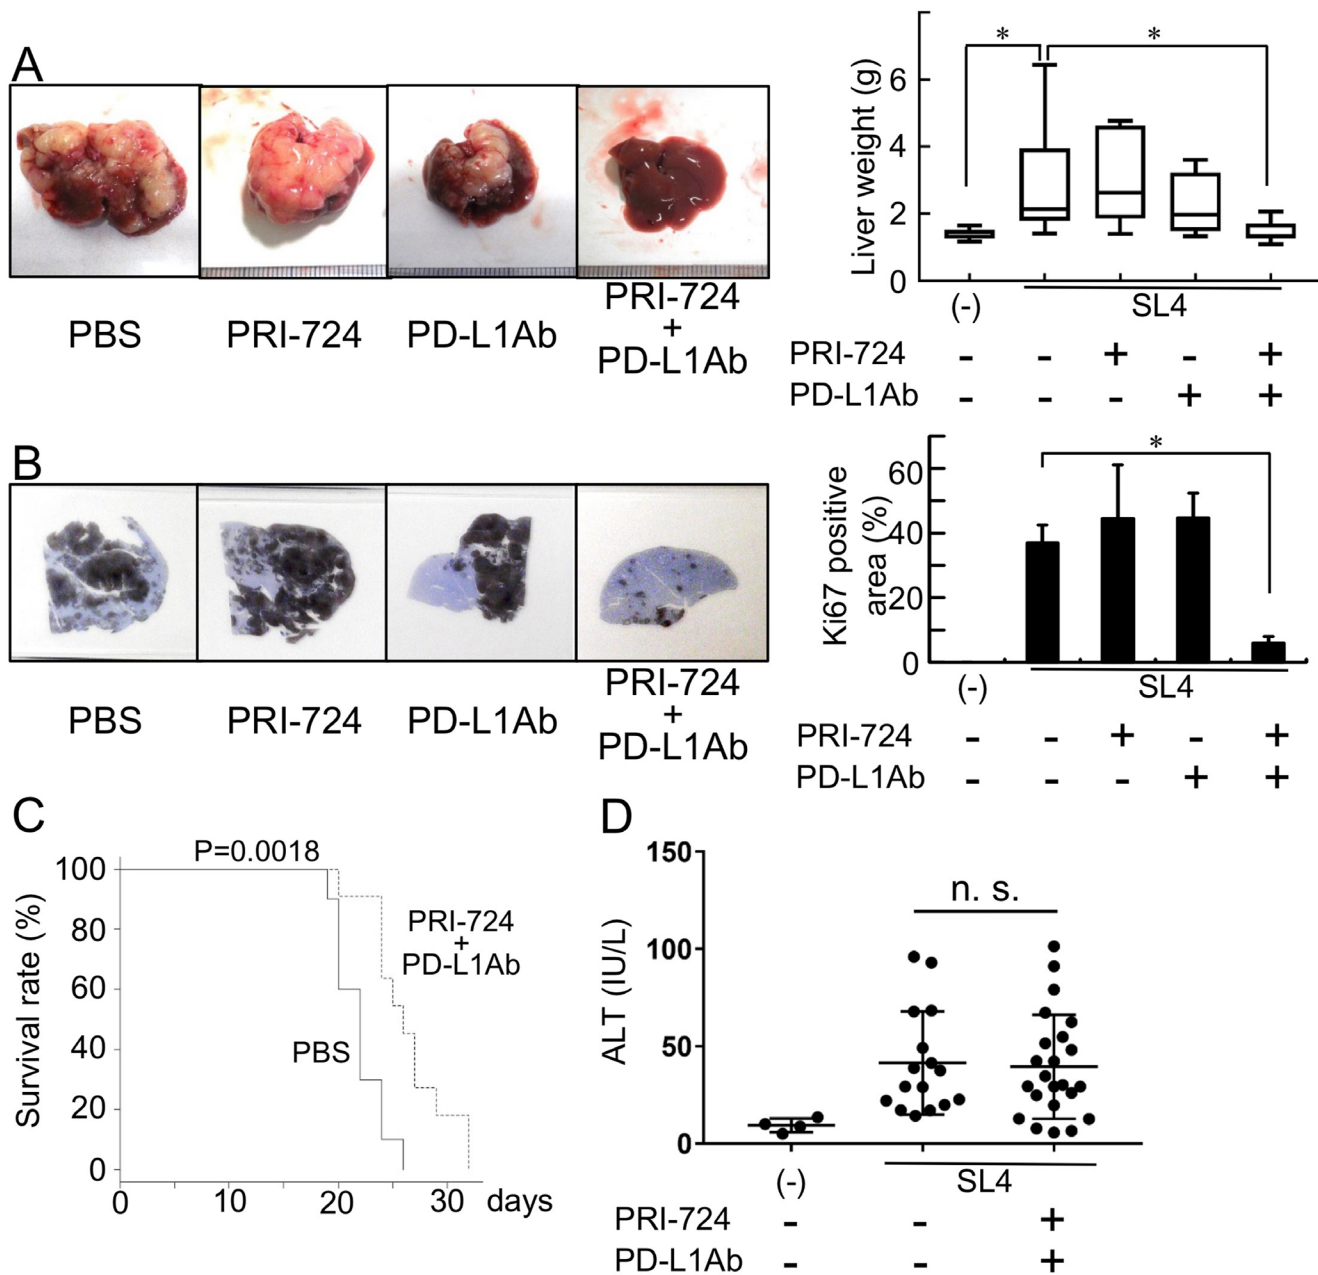 A
PBS
PRI-724
PD-L1Ab
PRI-724
+
PD-L1Ab
Liver weight (g)
6
4
2
0
*
*
(-)
SL4
PRI-724 - - + - +
PD-L1Ab - - - + +
B
PBS
PRI-724
PD-L1Ab
PRI-724
+
PD-L1Ab
Ki67 positive
area (%)
60
40
20
0
*
(-)
SL4
PRI-724 - - + - +
PD-L1Ab - - - + +
C
P=0.0018
Survival rate (%)
100
80
60
40
20
0
PRI-724
+
PD-L1Ab
PBS
0 10 20 30 days
D
ALT (IU/L)
150
100
50
0
n. s.
(-)
SL4
PRI-724 - - +
PD-L1Ab - - +